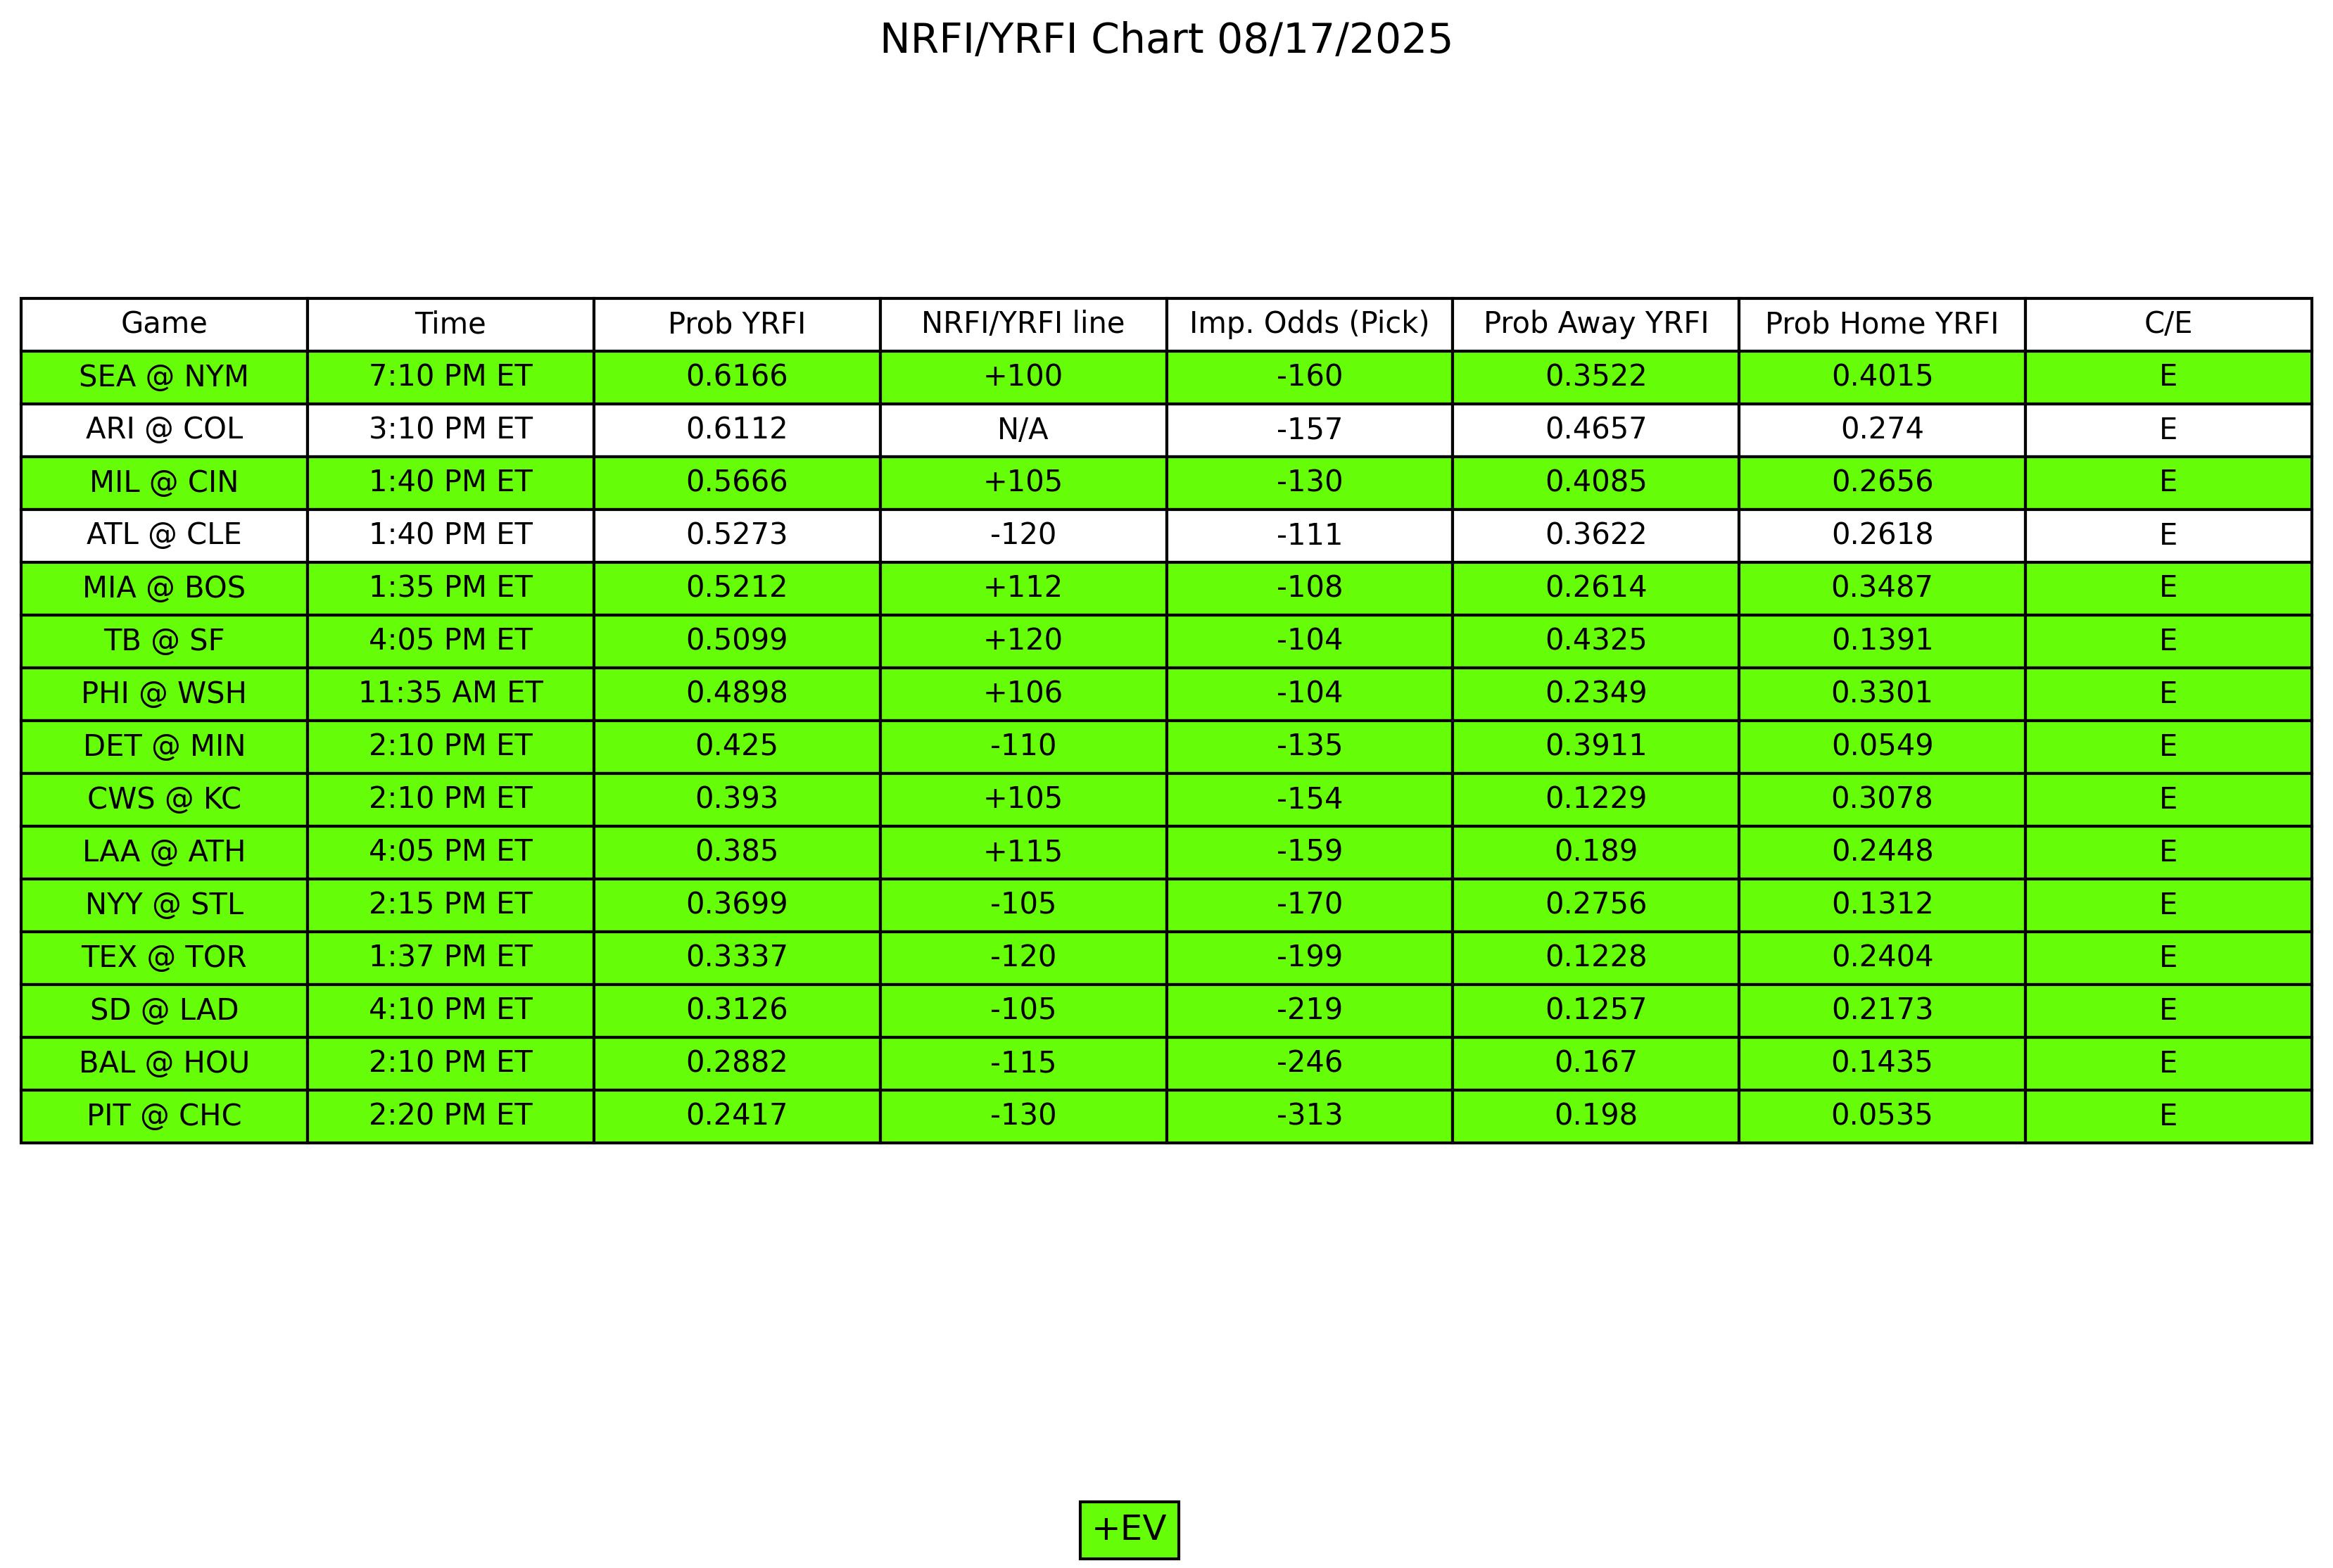 NRFI/YRFI Chart 08/17/2025
Game Time Prob YRFI NRFI/YRFI line Imp. Odds (Pick) Prob Away YRFI Prob Home YRFI C/E
SEA @ NYM 7:10 PM ET 0.6166 +100 -160 0.3522 0.4015 E
ARI @ COL 3:10 PM ET 0.6112 N/A -157 0.4657 0.274 E
MIL @ CIN 1:40 PM ET 0.5666 +105 -130 0.4085 0.2656 E
ATL @ CLE 1:40 PM ET 0.5273 -120 -111 0.3622 0.2618 E
MIA @ BOS 1:35 PM ET 0.5212 +112 -108 0.2614 0.3487 E
TB @ SF 4:05 PM ET 0.5099 +120 -104 0.4325 0.1391 E
PHI @ WSH 11:35 AM ET 0.4898 +106 -104 0.2349 0.3301 E
DET @ MIN 2:10 PM ET 0.425 -110 -135 0.3911 0.0549 E
CWS @ KC 2:10 PM ET 0.393 +105 -154 0.1229 0.3078 E
LAA @ ATH 4:05 PM ET 0.385 +115 -159 0.189 0.2448 E
NYY @ STL 2:15 PM ET 0.3699 -105 -170 0.2756 0.1312 E
TEX @ TOR 1:37 PM ET 0.3337 -120 -199 0.1228 0.2404 E
SD @ LAD 4:10 PM ET 0.3126 -105 -219 0.1257 0.2173 E
BAL @ HOU 2:10 PM ET 0.2882 -115 -246 0.167 0.1435 E
PIT @ CHC 2:20 PM ET 0.2417 -130 -313 0.198 0.0535 E
+EV